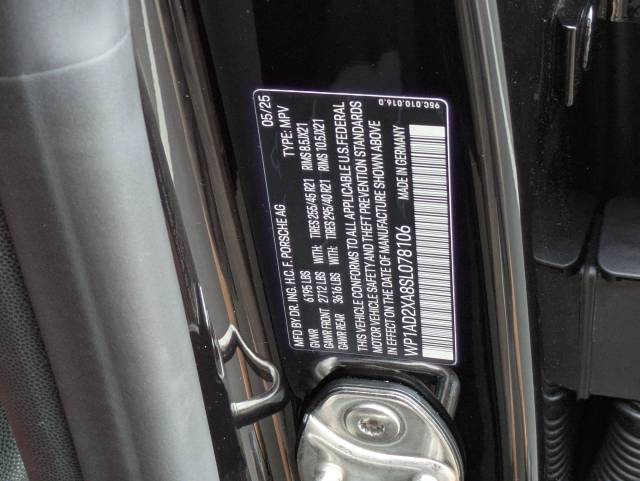 MFD BY DR. ING. H.C. F. PORSCHE AG 05/25
GVWR 6195 LBS TYPE: MPV
GAWR FRONT 2712 LBS WITH: TIRES 255/45 R21 RIMS 8.5JX21
GAWR REAR 3616 LBS WITH: TIRES 295/40 R21 RIMS 10.5JX21
THIS VEHICLE CONFORMS TO ALL APPLICABLE U.S. FEDERAL
MOTOR VEHICLE SAFETY AND THEFT PREVENTION STANDARDS
IN EFFECT ON THE DATE OF MANUFACTURE SHOWN ABOVE
WP1AD2XA8SL078106 MADE IN GERMANY
95C.010.016.D